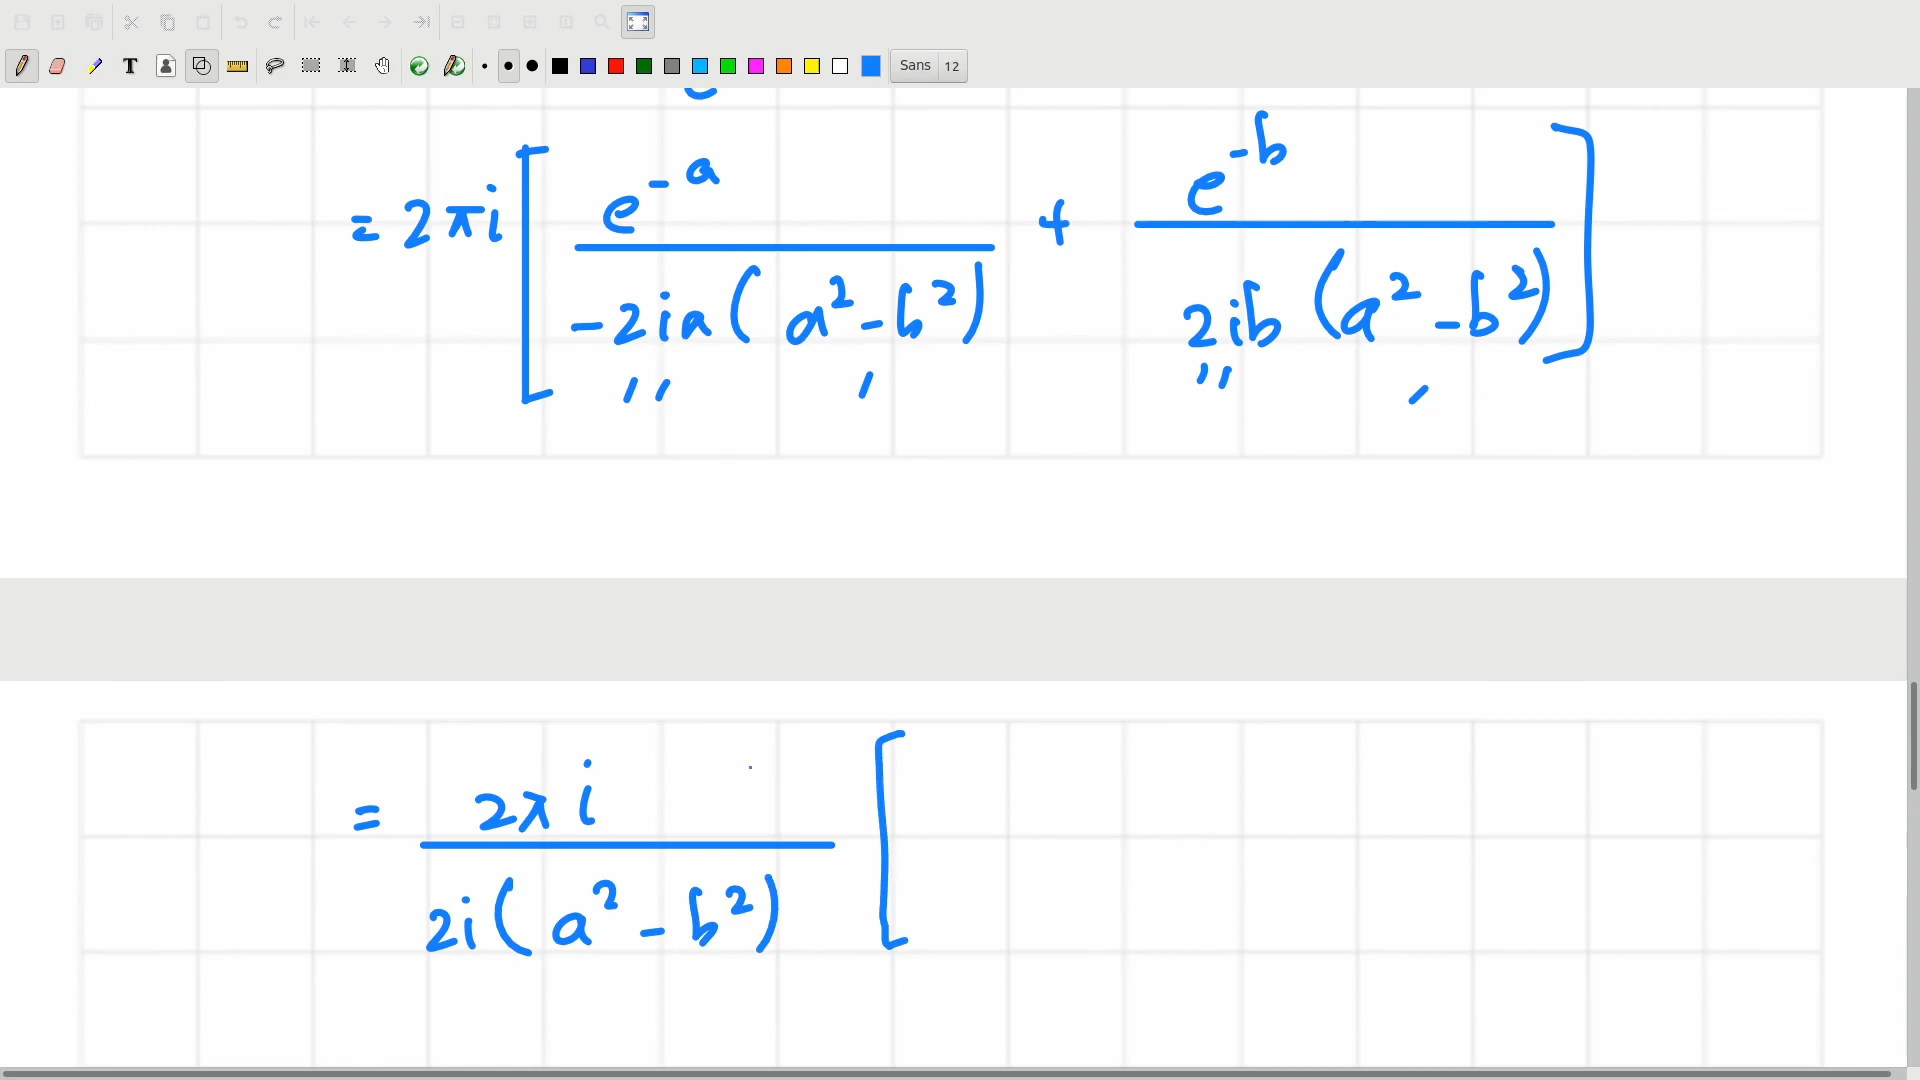 T Sans 12
= 2πi [ e^{-a} / -2ia(a² - b²) + e^{-b} / 2ib(a² - b²) ]
= 2πi / 2i(a² - b²) [